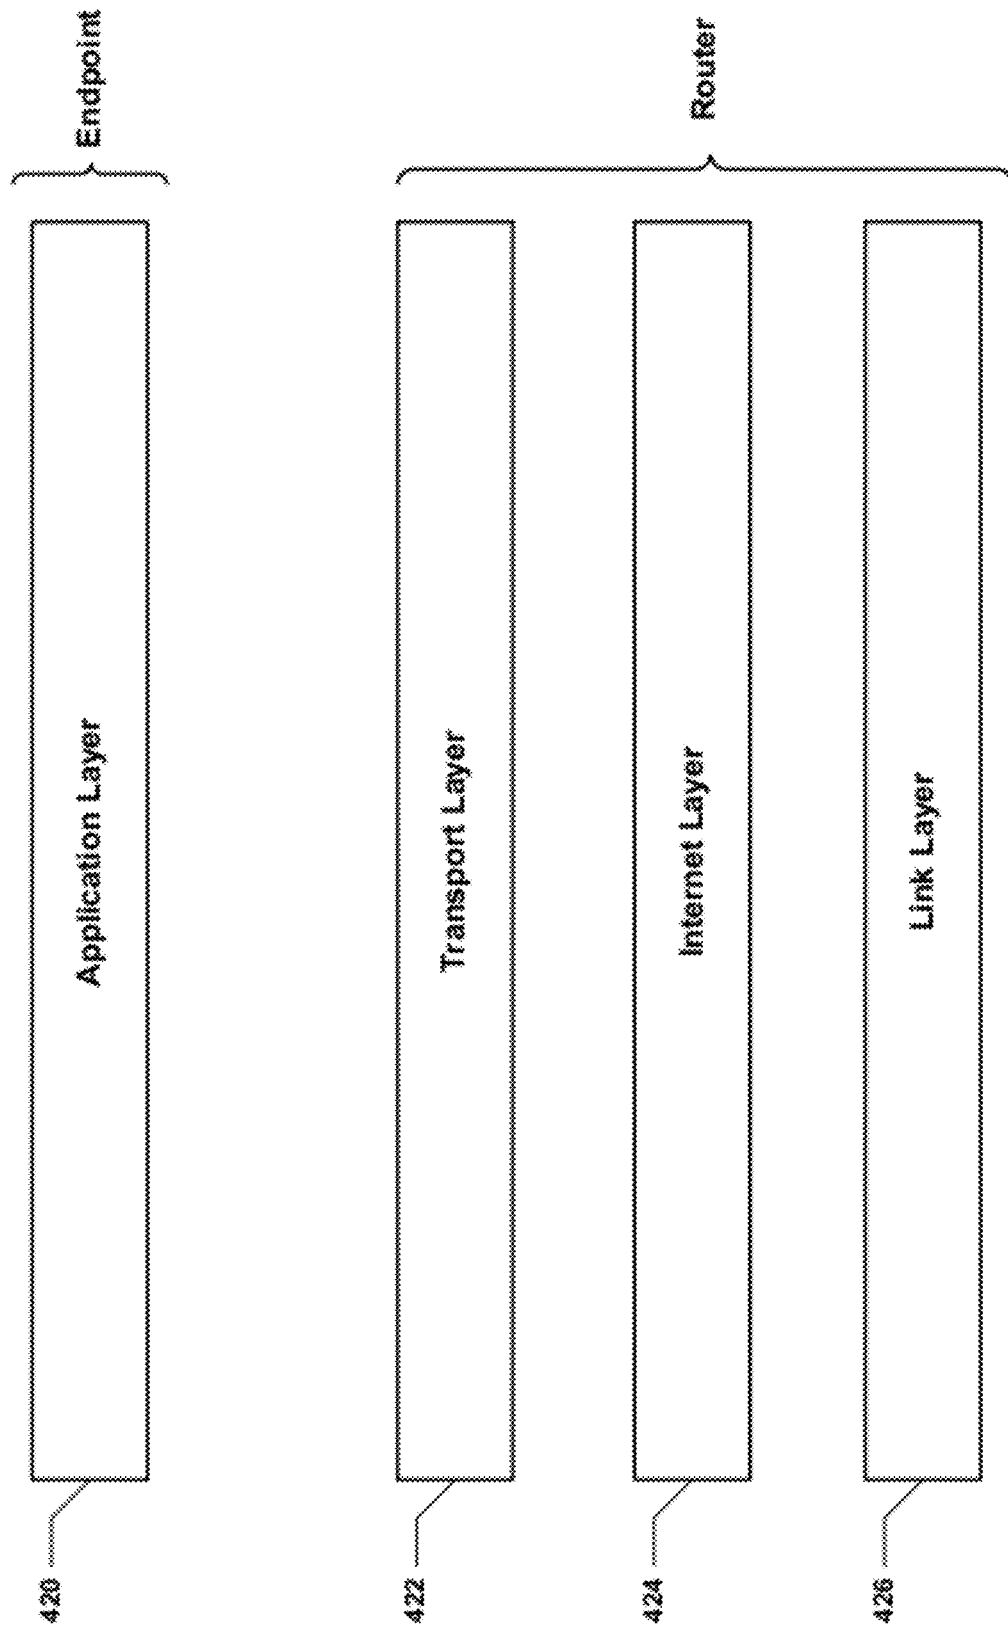 420
Application Layer
Endpoint
422
Transport Layer
Router
424
Internet Layer
426
Link Layer